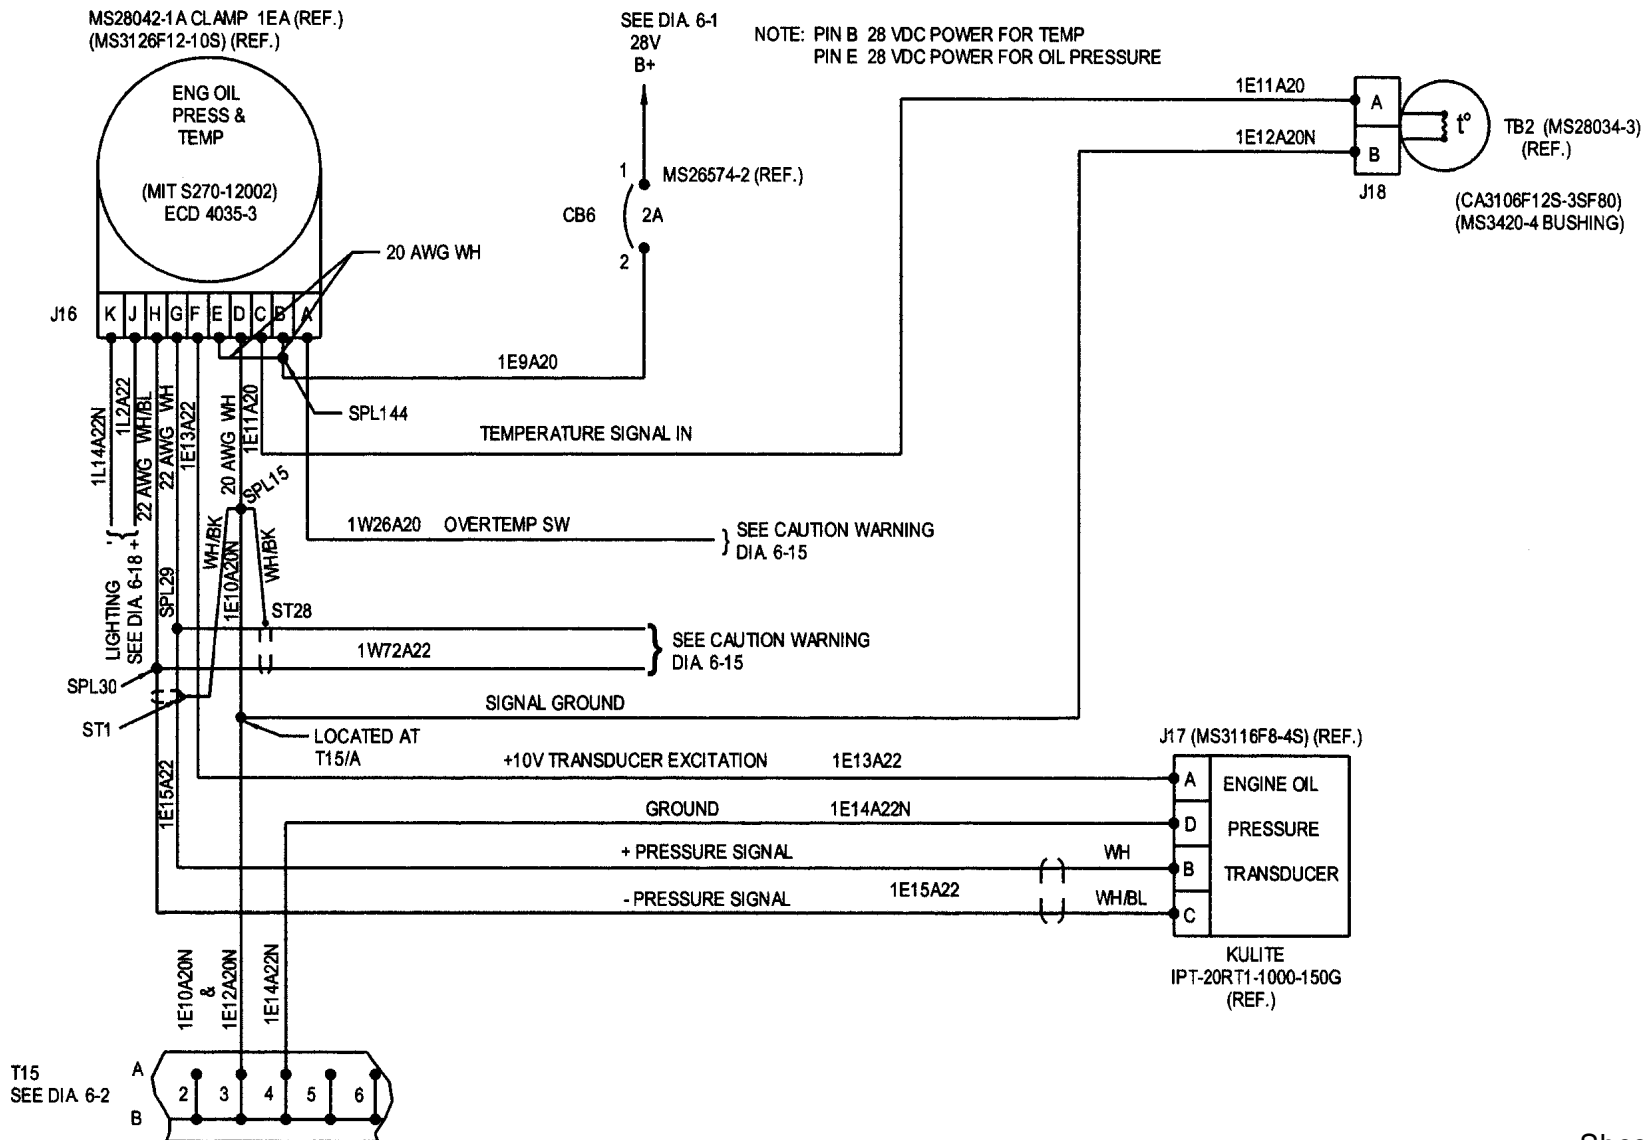 MS28042-1A CLAMP 1EA (REF.)
(MS3126F12-10S) (REF.)
SEE DIA. 6-1
28V
B+
NOTE: PIN B 28 VDC POWER FOR TEMP
PIN E 28 VDC POWER FOR OIL PRESSURE
ENG OIL
PRESS &
TEMP
(MIT S270-12002)
ECD 4035-3
1
MS26574-2 (REF.)
CB6
2A
2
1E11A20
1E12A20N
A
B
t°
J18
TB2 (MS28034-3)
(REF.)
(CA3106F12S-3SF80)
(MS3420-4 BUSHING)
20 AWG WH
J16
K J H G F E D C B A
1E9A20
SPL144
1L14A22N
1L2A22
22 AWG WH/BL
22 AWG WH
1E13A22
20 AWG WH
1E11A20
TEMPERATURE SIGNAL IN
SPL15
1W26A20 OVERTEMP SW
SEE CAUTION WARNING
DIA. 6-15
LIGHTING
SEE DIA. 6-18 +
SPL29
WH/BK
1E10A20N
WH/BK
ST28
1W72A22
SEE CAUTION WARNING
DIA. 6-15
SPL30
ST1
SIGNAL GROUND
LOCATED AT
T15/A
1E15A22
+10V TRANSDUCER EXCITATION 1E13A22
GROUND 1E14A22N
+ PRESSURE SIGNAL
WH
- PRESSURE SIGNAL
1E15A22
WH/BL
J17 (MS3116F8-4S) (REF.)
A
D
B
C
ENGINE OIL
PRESSURE
TRANSDUCER
KULITE
IPT-20RT1-1000-150G
(REF.)
1E10A20N
&
1E12A20N
1E14A22N
T15
SEE DIA. 6-2
A
2 3 4 5 6
B